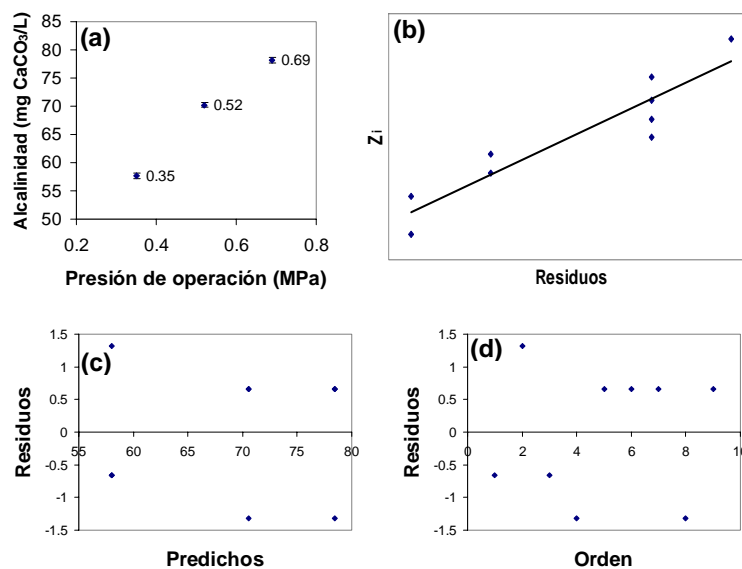 (a)
Alcalinidad (mg CaCO3/L)
85
80
75
70
65
60
55
50
0.69
0.52
0.35
0.2 0.4 0.6 0.8
Presión de operación (MPa)
(b)
Zi
Residuos
(c)
Residuos
1.5
1
0.5
0
-0.5
-1
-1.5
55 60 65 70 75 80
Predichos
(d)
Residuos
1.5
1
0.5
0
-0.5
-1
-1.5
0 2 4 6 8 10
Orden